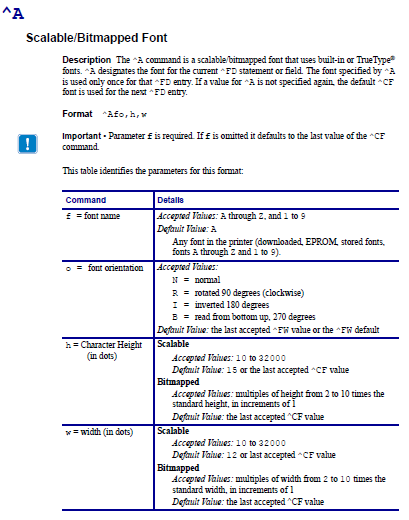 ^A
Scalable/Bitmapped Font
Description The ^A command is a scalable/bitmapped font that uses built-in or TrueType®
fonts. ^A designates the font for the current ^FD statement or field. The font specified by ^A
is used only once for that ^FD entry. If a value for ^A is not specified again, the default ^CF
font is used for the next ^FD entry.
Format ^Afo,h,w
!
Important • Parameter f is required. If f is omitted it defaults to the last value of the ^CF
command.
This table identifies the parameters for this format:
Command Details
f = font name Accepted Values: A through Z, and 1 to 9
Default Value: A
Any font in the printer (downloaded, EPROM, stored fonts,
fonts A through Z and 1 to 9).
o = font orientation Accepted Values:
N = normal
R = rotated 90 degrees (clockwise)
I = inverted 180 degrees
B = read from bottom up, 270 degrees
Default Value: the last accepted ^FW value or the ^FW default
h = Character Height Scalable
(in dots) Accepted Values: 10 to 32000
Default Value: 15 or the last accepted ^CF value
Bitmapped
Accepted Values: multiples of height from 2 to 10 times the
standard height, in increments of 1
Default Value: the last accepted ^CF value
w = width (in dots) Scalable
Accepted Values: 10 to 32000
Default Value: 12 or last accepted ^CF value
Bitmapped
Accepted Values: multiples of width from 2 to 10 times the
standard width, in increments of 1
Default Value: the last accepted ^CF value